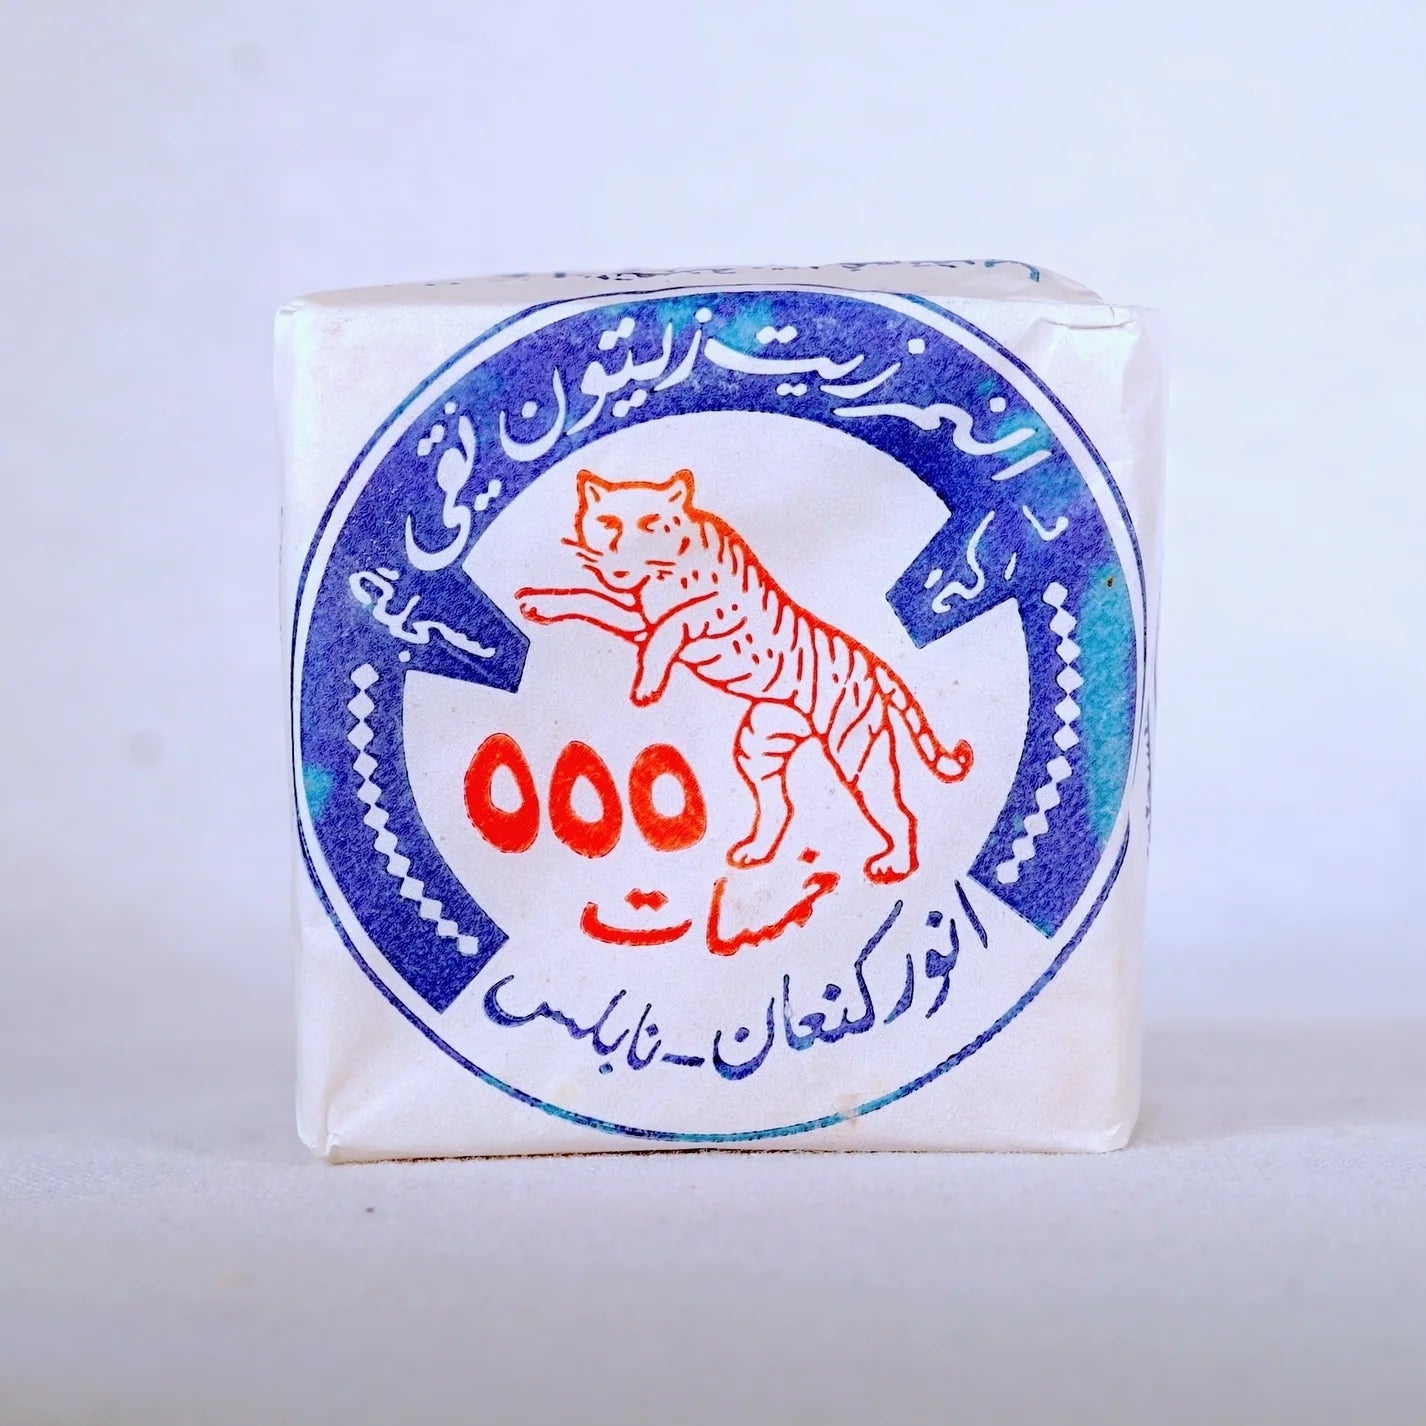 ماركة
النمر زيت زيتون نقي
مسجلة
٥٥٥
خمسات
انور كنعان - نابلس